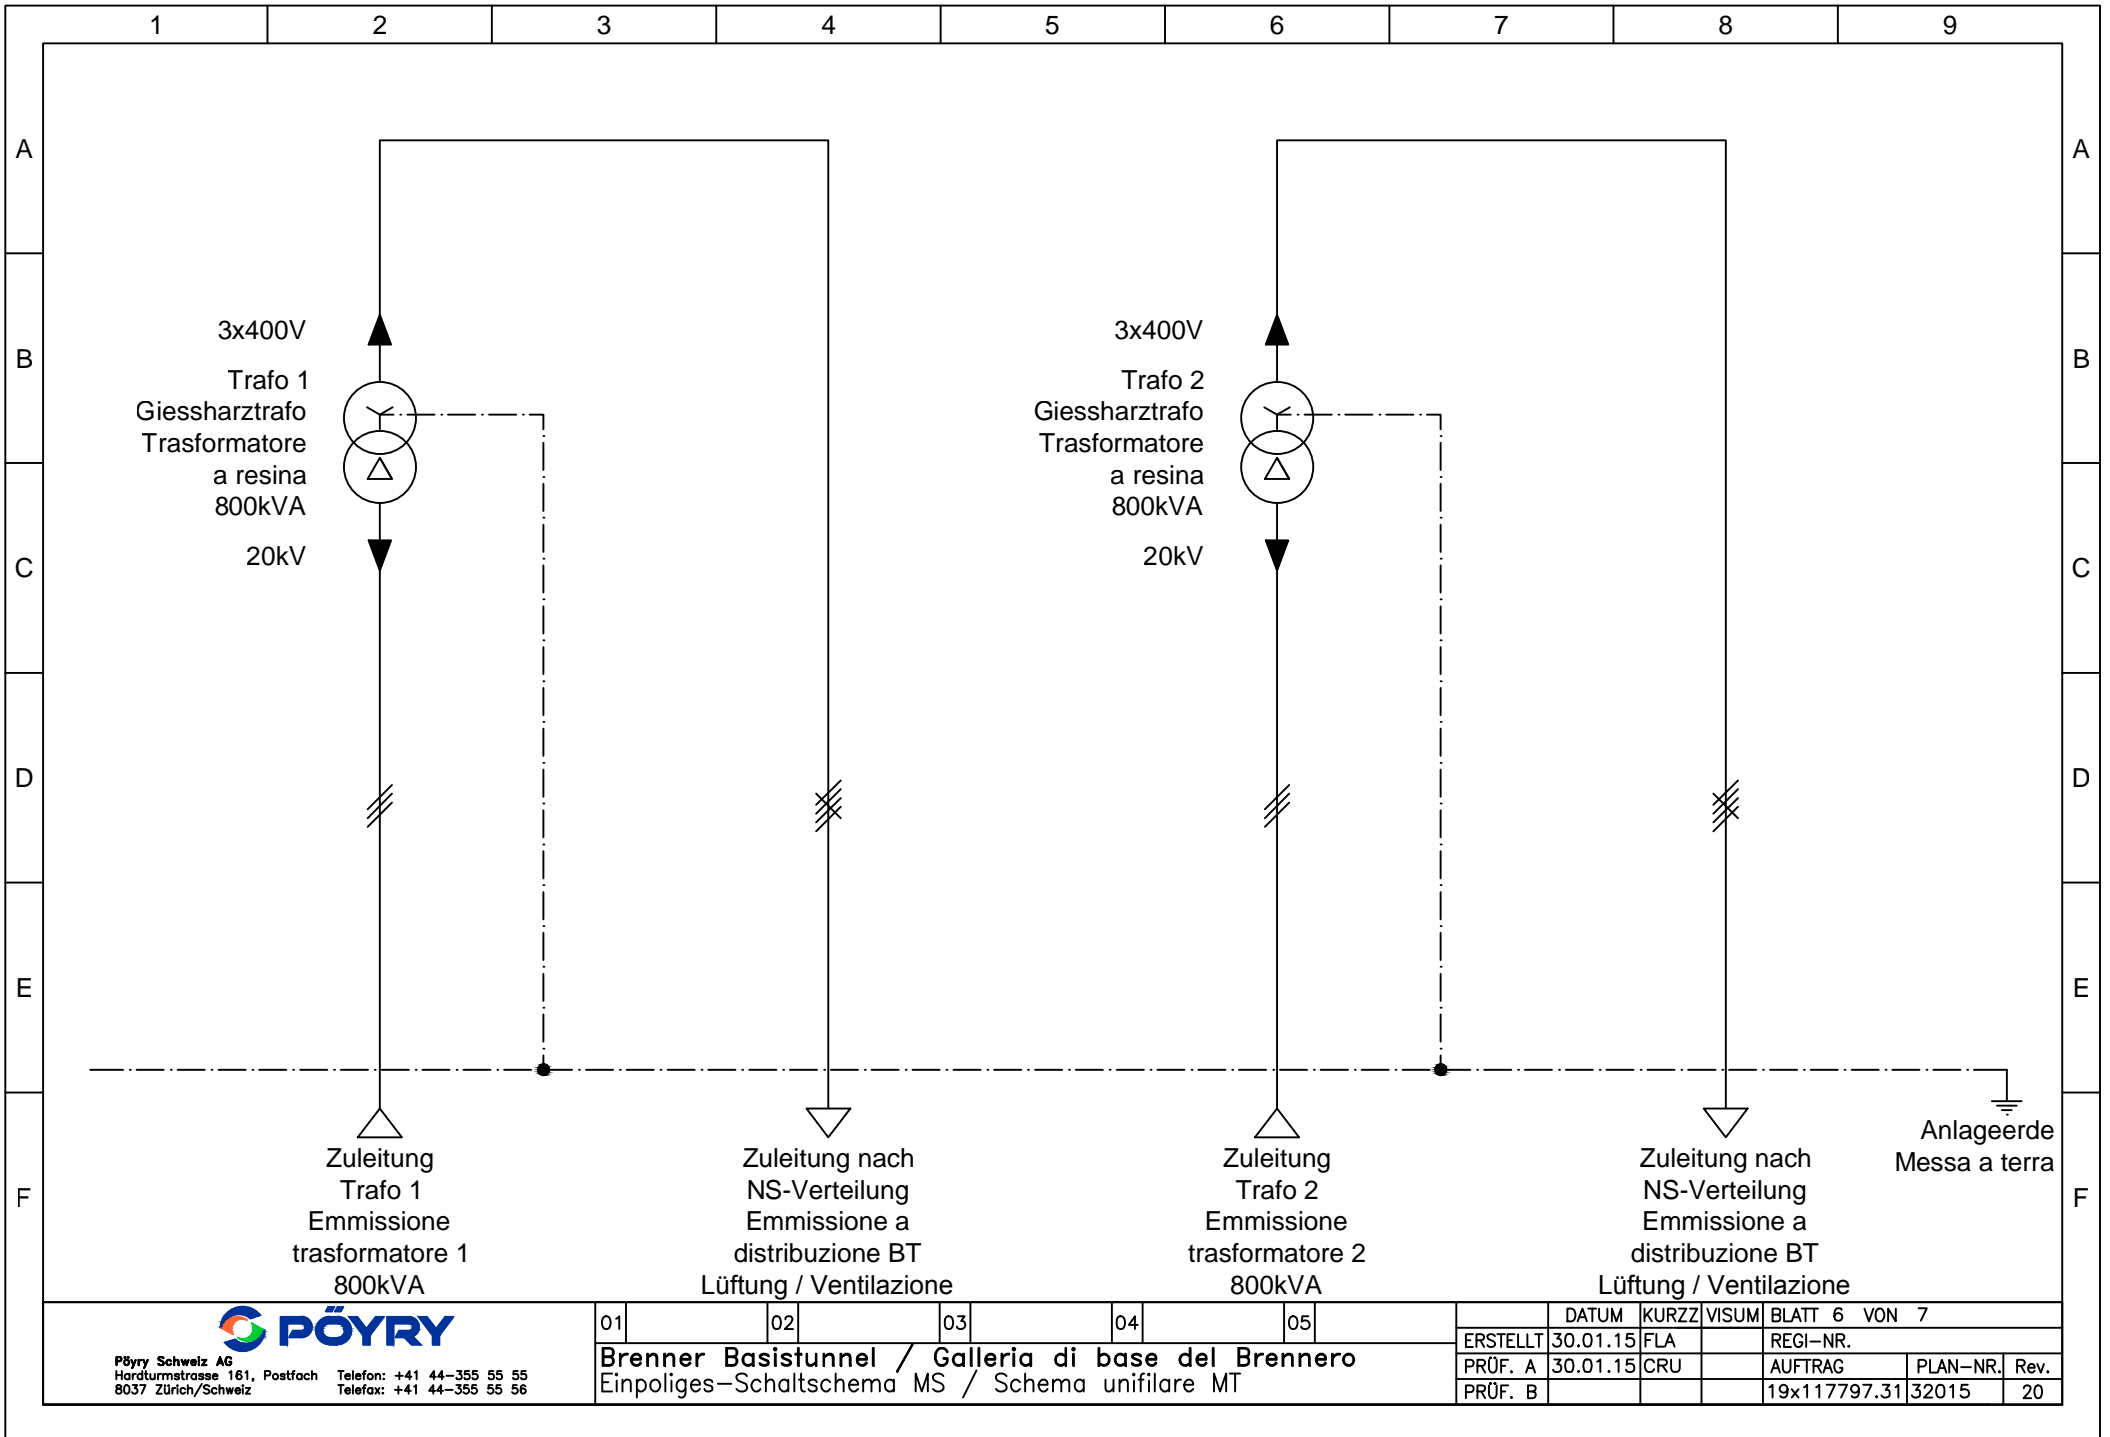 1 2 3 4 5 6 7 8 9
A A
B B
C C
D D
E E
F F
3x400V
Trafo 1
Giessharztrafo
Trasformatore
a resina
800kVA
20kV
3x400V
Trafo 2
Giessharztrafo
Trasformatore
a resina
800kVA
20kV
Zuleitung
Trafo 1
Emmissione
trasformatore 1
800kVA
Zuleitung nach
NS-Verteilung
Emmissione a
distribuzione BT
Lüftung / Ventilazione
Zuleitung
Trafo 2
Emmissione
trasformatore 2
800kVA
Zuleitung nach
NS-Verteilung
Emmissione a
distribuzione BT
Lüftung / Ventilazione
Anlageerde
Messa a terra
PÖYRY
Pöyry Schweiz AG
Hardturmstrasse 161, Postfach Telefon: +41 44-355 55 55
8037 Zürich/Schweiz Telefax: +41 44-355 55 56
01 02 03 04 05
Brenner Basistunnel / Galleria di base del Brennero
Einpoliges-Schaltschema MS / Schema unifilare MT
DATUM KURZZ VISUM BLATT 6 VON 7
ERSTELLT 30.01.15 FLA REGI-NR.
PRÜF. A 30.01.15 CRU AUFTRAG PLAN-NR. Rev.
PRÜF. B 19x117797.31 32015 20